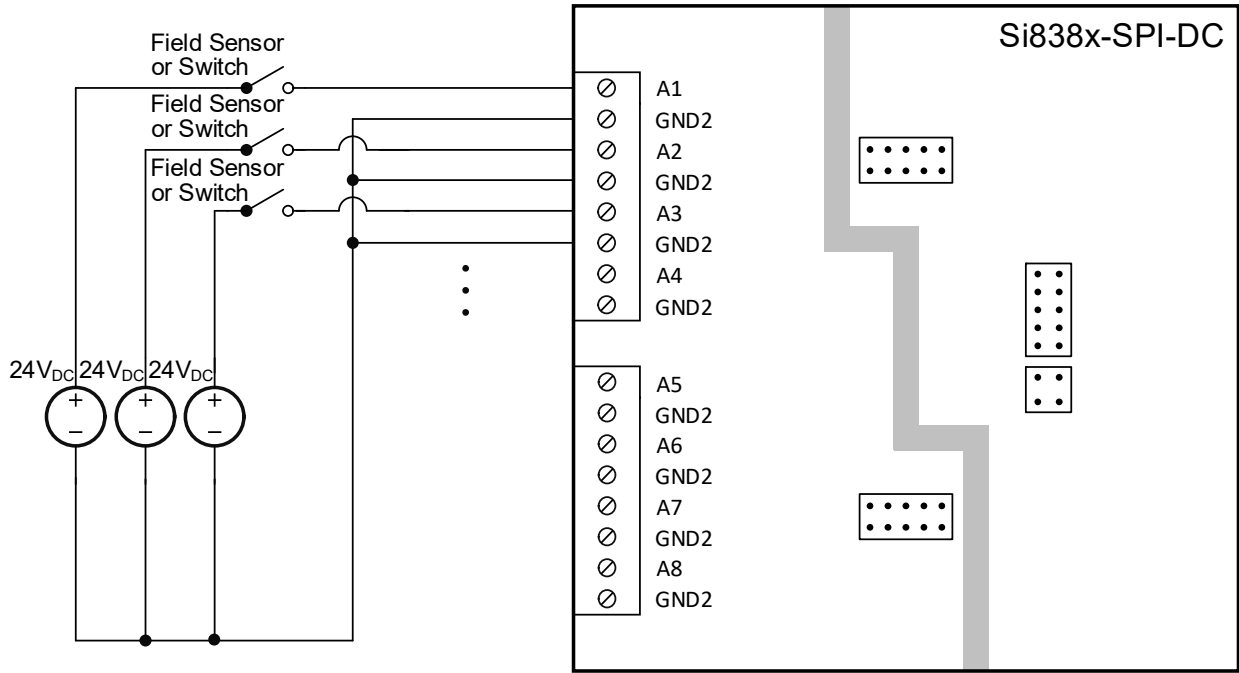 Si838x-SPI-DC
Field Sensor
or Switch
Field Sensor
or Switch
Field Sensor
or Switch
A1
GND2
A2
GND2
A3
GND2
A4
GND2
24VDC 24VDC 24VDC
+ + +
− − −
A5
GND2
A6
GND2
A7
GND2
A8
GND2